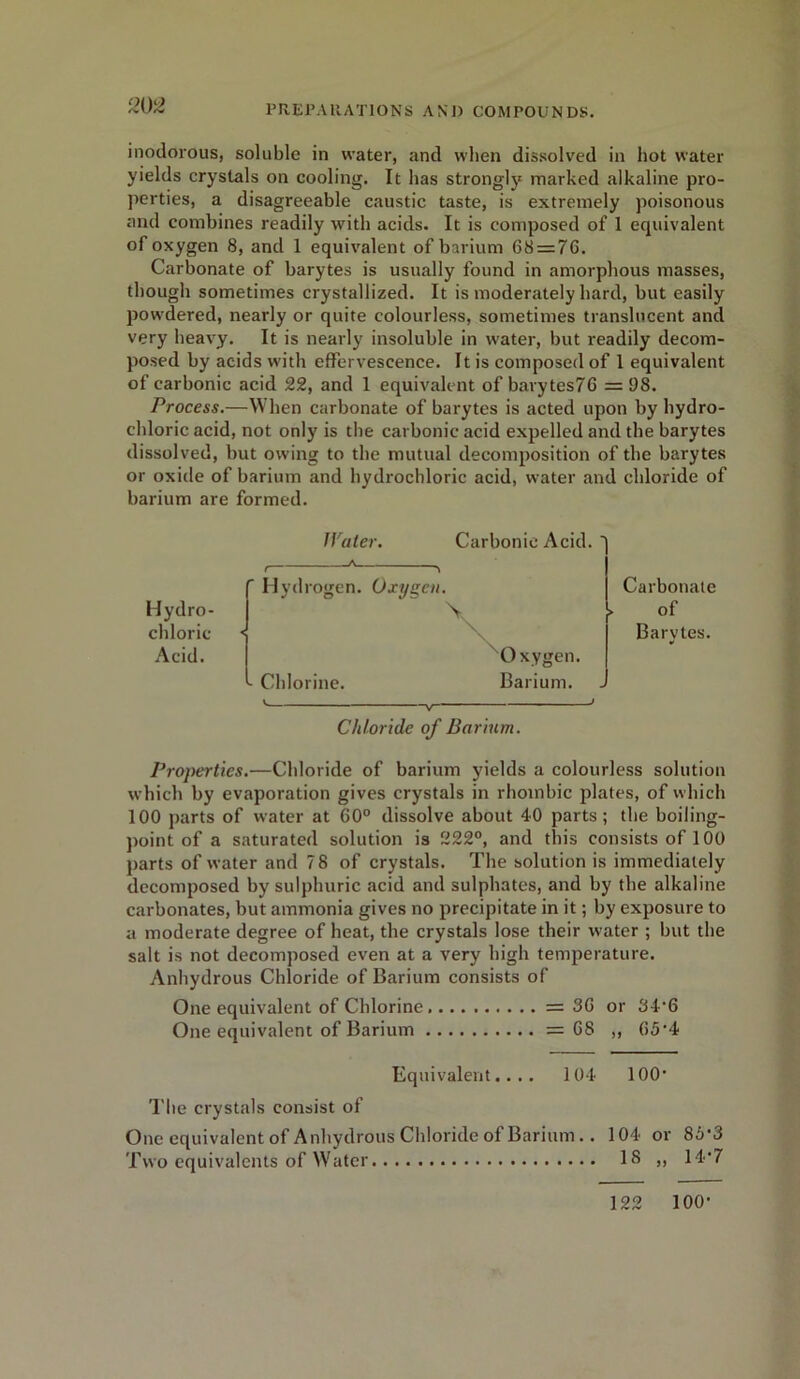 202
PREPARATIONS AND COMPOUNDS.
inodorous, soluble in water, and when dissolved in hot water
yields crystals on cooling. It has strongly marked alkaline pro-
perties, a disagreeable caustic taste, is extremely poisonous
and combines readily with acids. It is composed of 1 equivalent
of oxygen 8, and 1 equivalent of barium 68=76.
Carbonate of barytes is usually found in amorphous masses,
though sometimes crystallized. It is moderately hard, but easily
powdered, nearly or quite colourless, sometimes translucent and
very heavy. It is nearly insoluble in water, but readily decom-
posed by acids with effervescence. It is composed of 1 equivalent
of carbonic acid 22, and 1 equivalent of barytes76 = 98.
Process.—When carbonate of barytes is acted upon by hydro-
chloric acid, not only is the carbonic acid expelled and the barytes
dissolved, but owing to the mutual decomposition of the barytes
or oxide of barium and hydrochloric acid, water and chloride of
barium are formed.
Water. Carbonic Acid.
Hydrogen. Oxygen. Carbonate
Hydro- of
chloric Barytes.
Acid. Oxygen.
Chlorine. Barium.
Chloride of Barium.
Properties.—Chloride of barium yields a colourless solution
which by evaporation gives crystals in rhombic plates, of which
100 parts of water at 60° dissolve about 40 parts; the boiling-
point of a saturated solution is 222°, and this consists of 100
parts of water and 78 of crystals. The solution is immediately
decomposed by sulphuric acid and sulphates, and by the alkaline
carbonates, but ammonia gives no precipitate in it; by exposure to
a moderate degree of heat, the crystals lose their water ; but the
salt is not decomposed even at a very high temperature.
Anhydrous Chloride of Barium consists of
One equivalent of Chlorine........... = 36 or 34·6
One equivalent of Barium ........... = 68 „ 65·4
Equivalent.... 104 100·
The crystals consist of
One equivalent of Anhydrous Chloride of Barium.. 104 or 85·3
Two equivalents of Water...................... 18 „ 14·7
122 100·